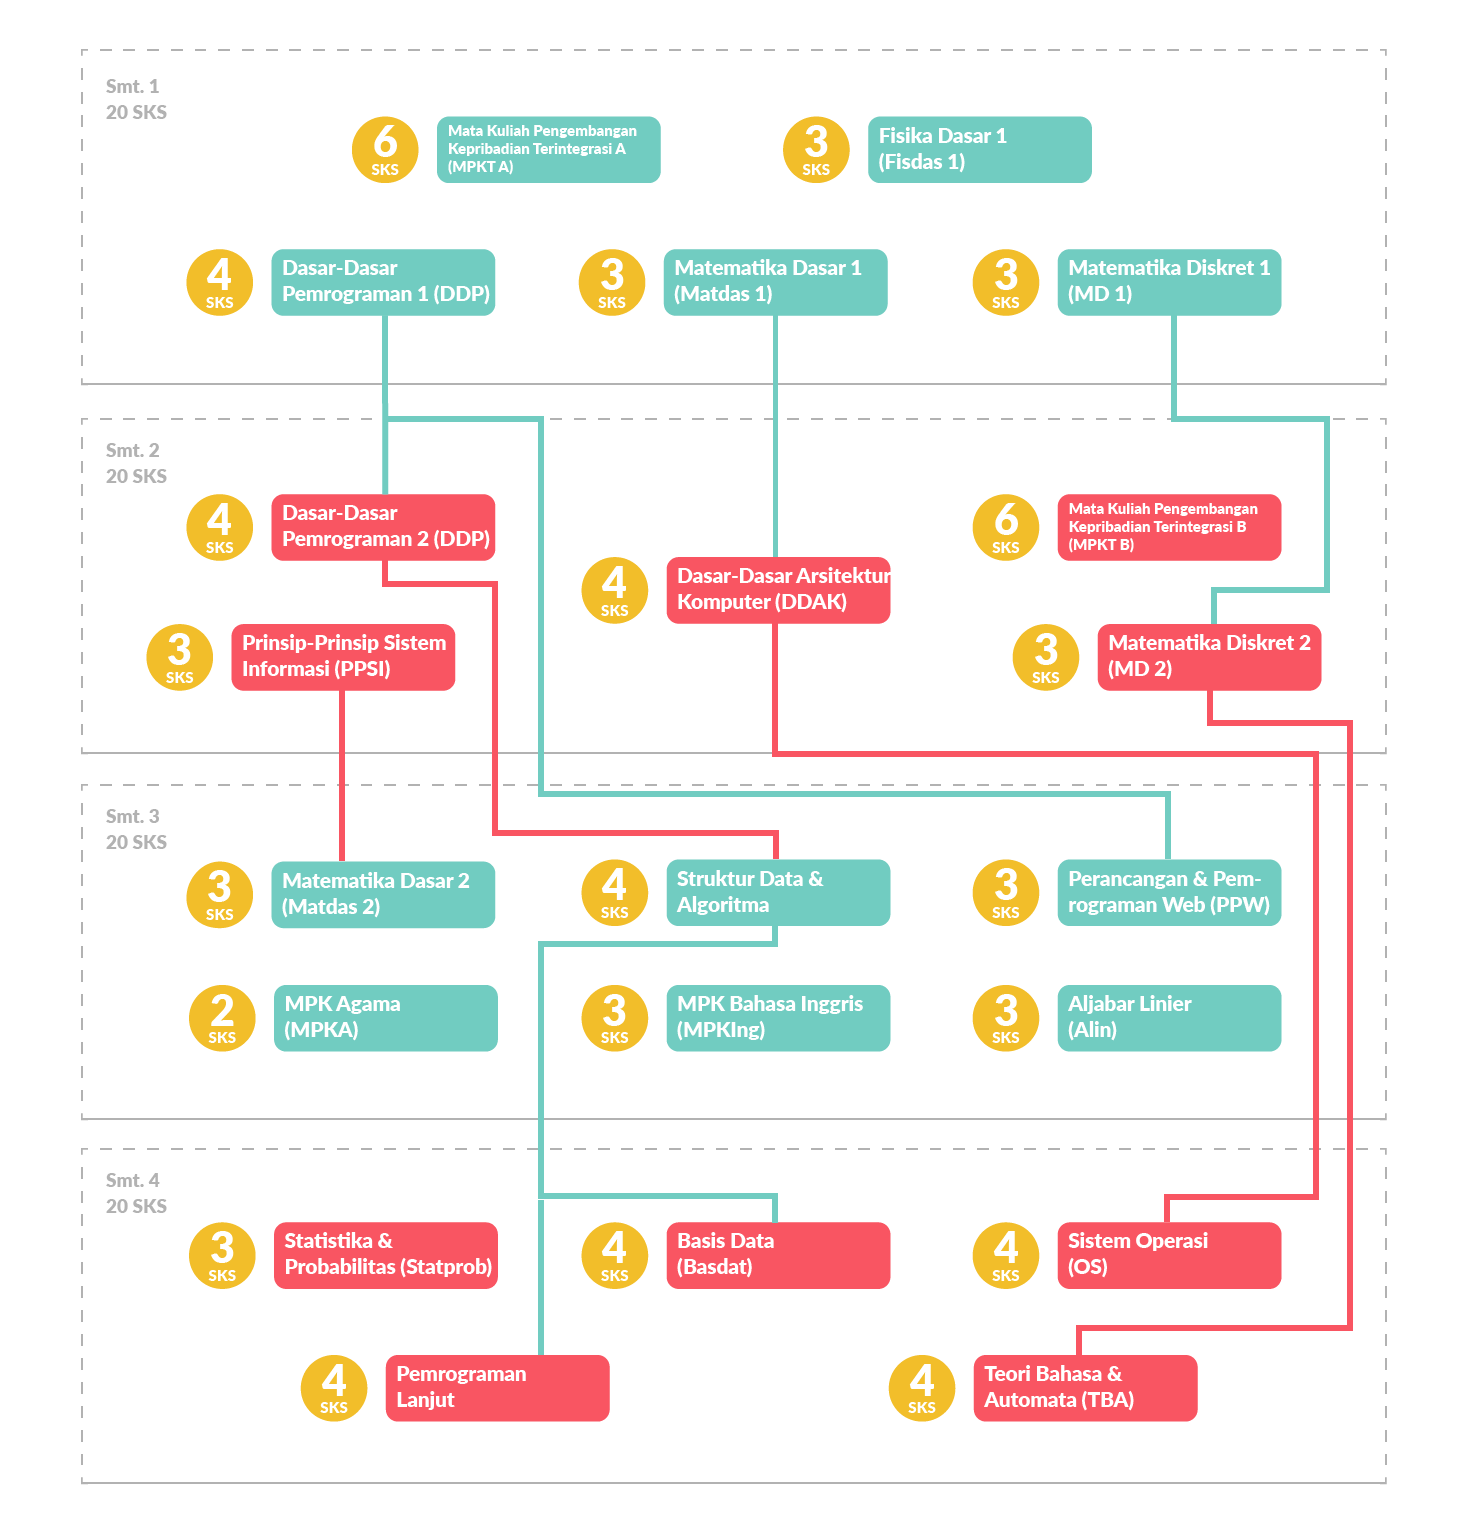 Smt. 1
20 SKS
6
SKS
Mata Kuliah Pengembangan
Kepribadian Terintegrasi A
(MPKT A)
3
SKS
Fisika Dasar 1
(Fisdas 1)
4
SKS
Dasar-Dasar
Pemrograman 1 (DDP)
3
SKS
Matematika Dasar 1
(Matdas 1)
3
SKS
Matematika Diskret 1
(MD 1)
Smt. 2
20 SKS
4
SKS
Dasar-Dasar
Pemrograman 2 (DDP)
4
SKS
Dasar-Dasar Arsitektur
Komputer (DDAK)
6
SKS
Mata Kuliah Pengembangan
Kepribadian Terintegrasi B
(MPKT B)
3
SKS
Prinsip-Prinsip Sistem
Informasi (PPSI)
3
SKS
Matematika Diskret 2
(MD 2)
Smt. 3
20 SKS
3
SKS
Matematika Dasar 2
(Matdas 2)
4
SKS
Struktur Data &
Algoritma
3
SKS
Perancangan & Pem-
rograman Web (PPW)
2
SKS
MPK Agama
(MPKA)
3
SKS
MPK Bahasa Inggris
(MPKIng)
3
SKS
Aljabar Linier
(Alin)
Smt. 4
20 SKS
3
SKS
Statistika &
Probabilitas (Statprob)
4
SKS
Basis Data
(Basdat)
4
SKS
Sistem Operasi
(OS)
4
SKS
Pemrograman
Lanjut
4
SKS
Teori Bahasa &
Automata (TBA)